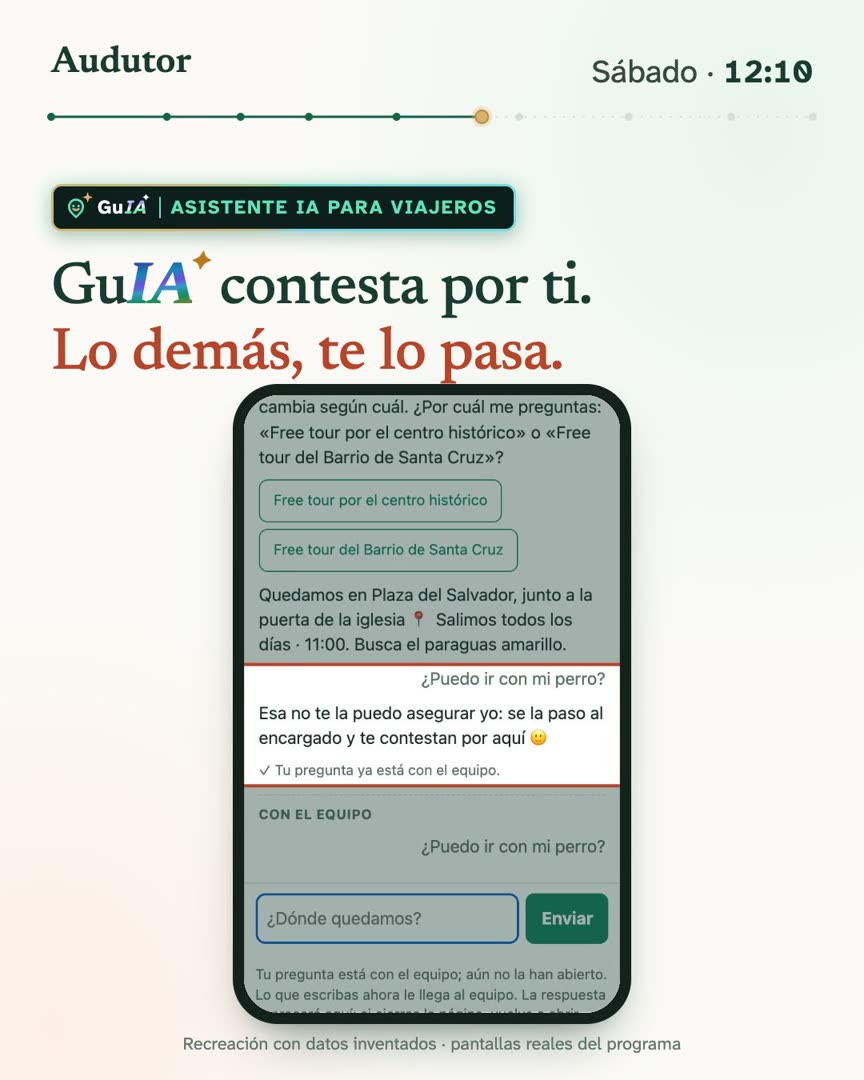 Audutor
Sábado · 12:10
GuIA | ASISTENTE IA PARA VIAJEROS
GuIA contesta por ti.
Lo demás, te lo pasa.
cambia según cuál. ¿Por cuál me preguntas:
«Free tour por el centro histórico» o «Free
tour del Barrio de Santa Cruz»?
Free tour por el centro histórico
Free tour del Barrio de Santa Cruz
Quedamos en Plaza del Salvador, junto a la
puerta de la iglesia 📍 Salimos todos los
días · 11:00. Busca el paraguas amarillo.
¿Puedo ir con mi perro?
Esa no te la puedo asegurar yo: se la paso al
encargado y te contestan por aquí 🙂
✓ Tu pregunta ya está con el equipo.
CON EL EQUIPO
¿Puedo ir con mi perro?
¿Dónde quedamos?
Enviar
Tu pregunta está con el equipo; aún no la han abierto.
Lo que escribas ahora le llega al equipo. La respuesta
Recreación con datos inventados · pantallas reales del programa